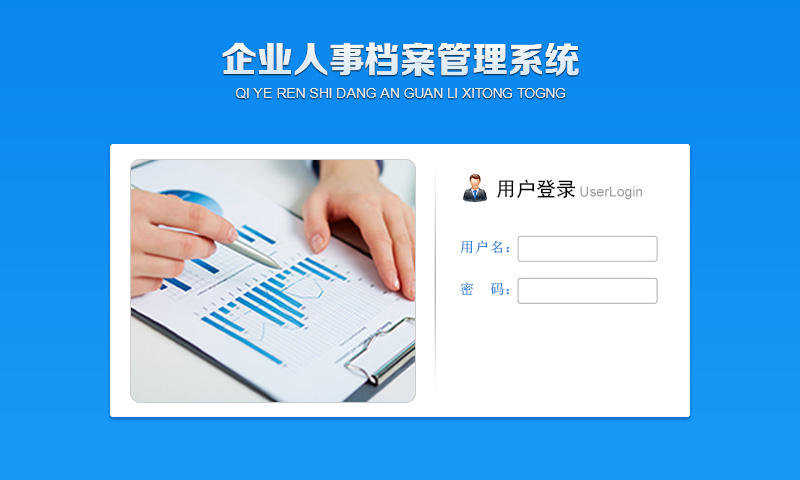 企业人事档案管理系统
QI YE REN SHI DANG AN GUAN LI XITONG TOGNG
用户登录 UserLogin
用户名：
密 码：